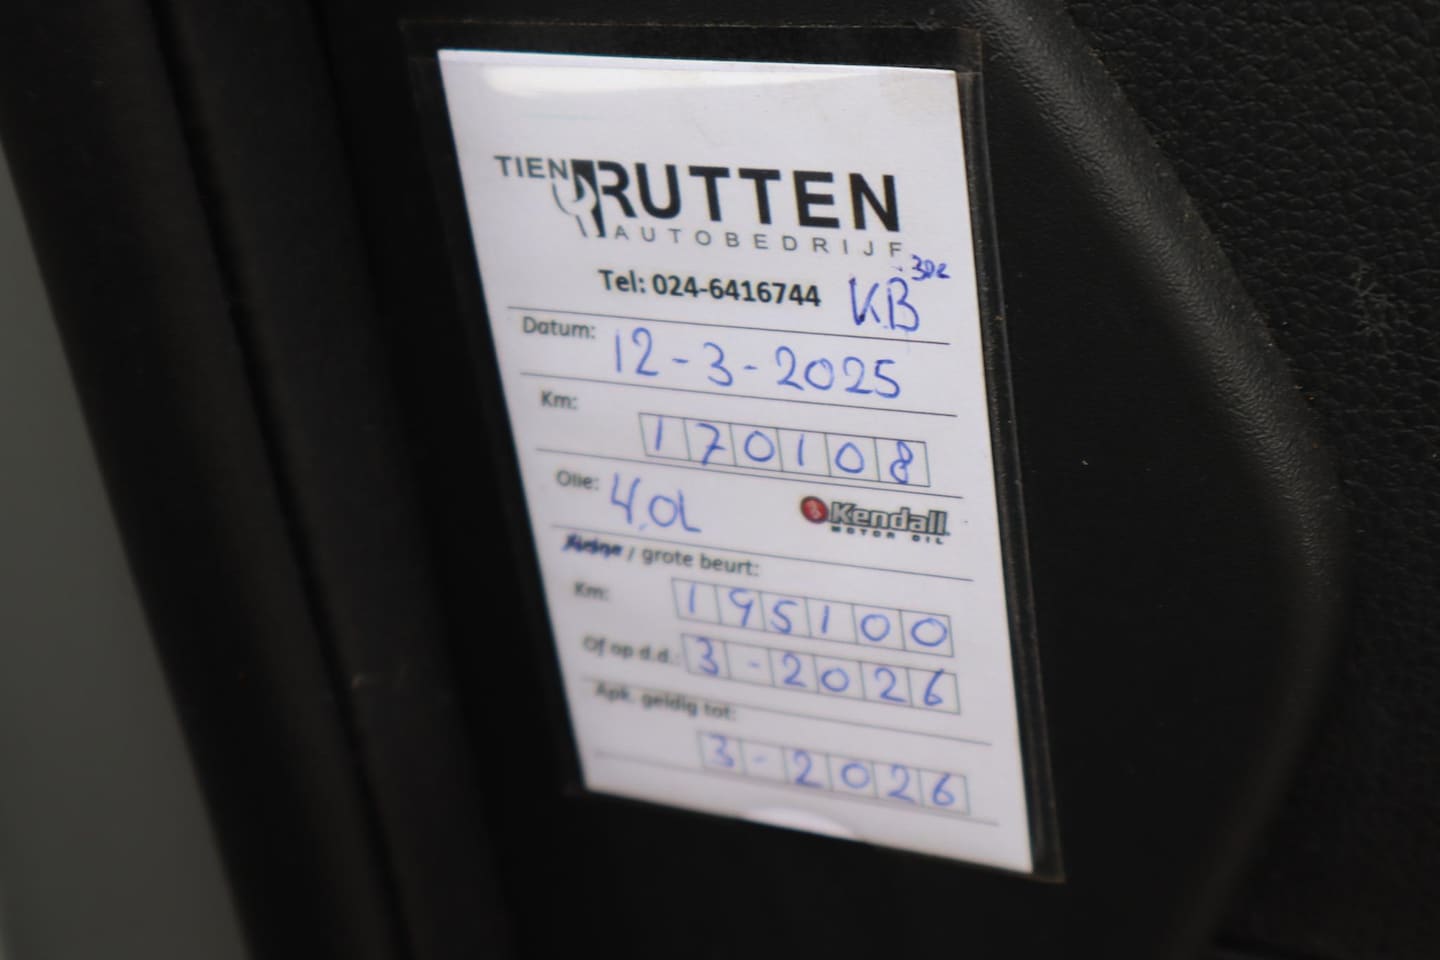 TIEN RUTTEN
AUTOBEDRIJF
Tel: 024-6416744 KB
Datum: 12-3-2025
Km: 170108
Olie: 4,0L Kendall
MOTOR OIL
/ grote beurt:
Km: 195100
Of op d.d.: 3-2026
Apk. geldig tot:
3-2026